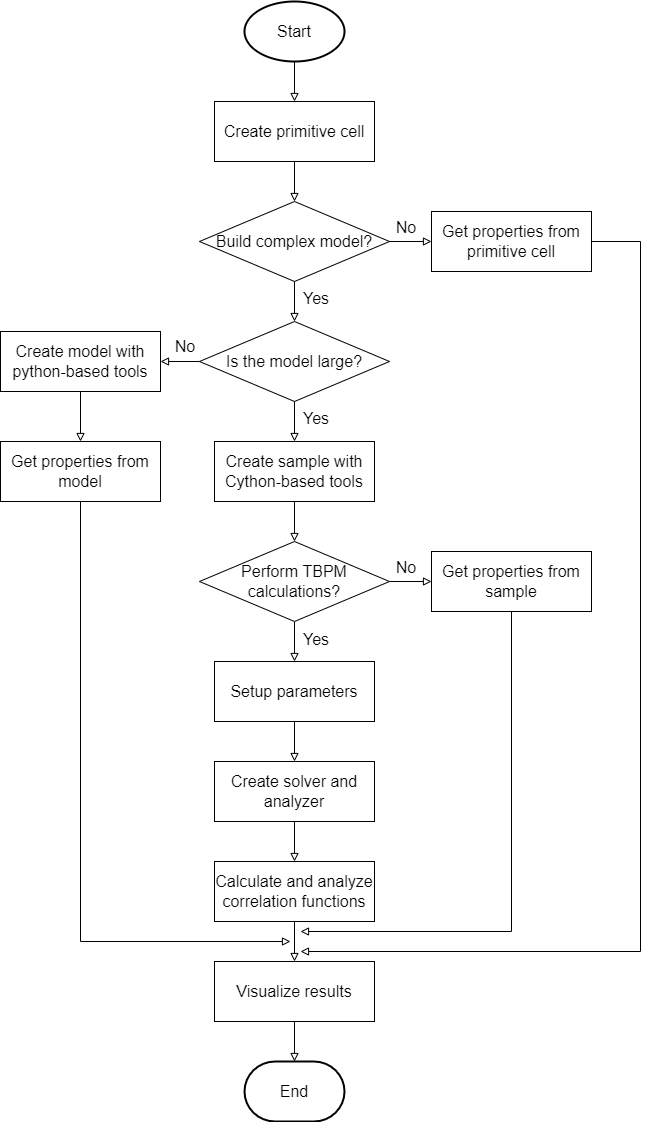 Start
Create primitive cell
Build complex model?
No
Get properties from
primitive cell
Yes
Is the model large?
No
Create model with
python-based tools
Yes
Get properties from
model
Create sample with
Cython-based tools
Perform TBPM
calculations?
No
Get properties from
sample
Yes
Setup parameters
Create solver and
analyzer
Calculate and analyze
correlation functions
Visualize results
End